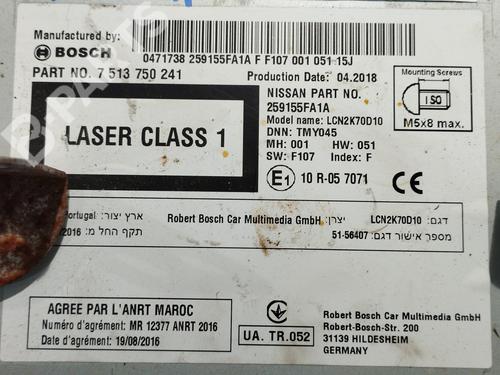 Manufactured by:
BOSCH
0471738 259155FA1A F F107 001 051 15J
PART NO. 7 513 750 241
Production Date: 04.2018
Mounting Screws
ISO
M5x8 max.
LASER CLASS 1
NISSAN PART NO.
259155FA1A
Model name: LCN2K70D10
DNN: TMY045
MH: 001 HW: 051
SW: F107 Index: F
E1 10 R-05 7071 CE
Portugal ארץ יצור:
Robert Bosch Car Multimedia GmbH יצרן:
LCN2K70D10 דגם:
2016 תקף החל מ:
51-56407 מספר אישור דגם:
AGREE PAR L'ANRT MAROC
Numéro d'agrément: MR 12377 ANRT 2016
Date d'agrément: 19/08/2016
UA. TR.052
Robert Bosch Car Multimedia GmbH
Robert-Bosch-Str. 200
31139 HILDESHEIM
GERMANY